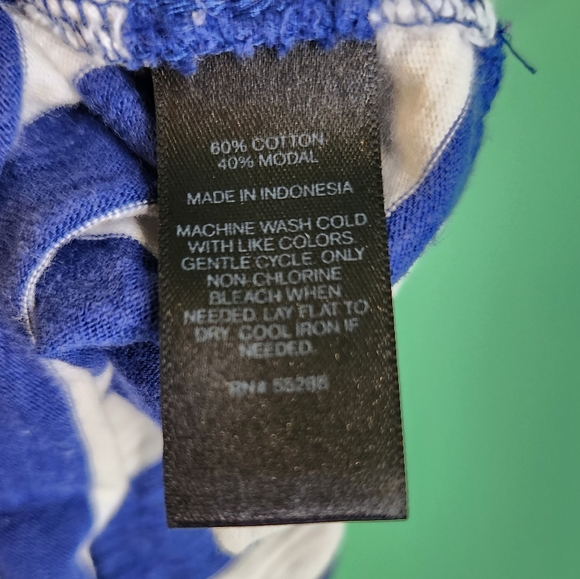 60% COTTON
40% MODAL
MADE IN INDONESIA
MACHINE WASH COLD
WITH LIKE COLORS.
GENTLE CYCLE. ONLY
NON-CHLORINE
BLEACH WHEN
NEEDED. LAY FLAT TO
DRY. COOL IRON IF
NEEDED.
RN#